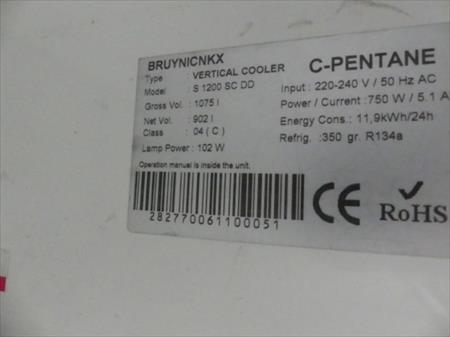 BRUYNICNKX
C-PENTANE
Type : VERTICAL COOLER
Model : S 1200 SC DD
Gross Vol. : 1075 l
Net Vol. : 902 l
Class : 04 ( C )
Lamp Power : 102 W
Input : 220-240 V / 50 Hz AC
Power / Current : 750 W / 5.1 A
Energy Cons. : 11,9kWh/24h
Refrig. : 350 gr. R134a
Operation manual is inside the unit.
282770061100051
CE
RoHS